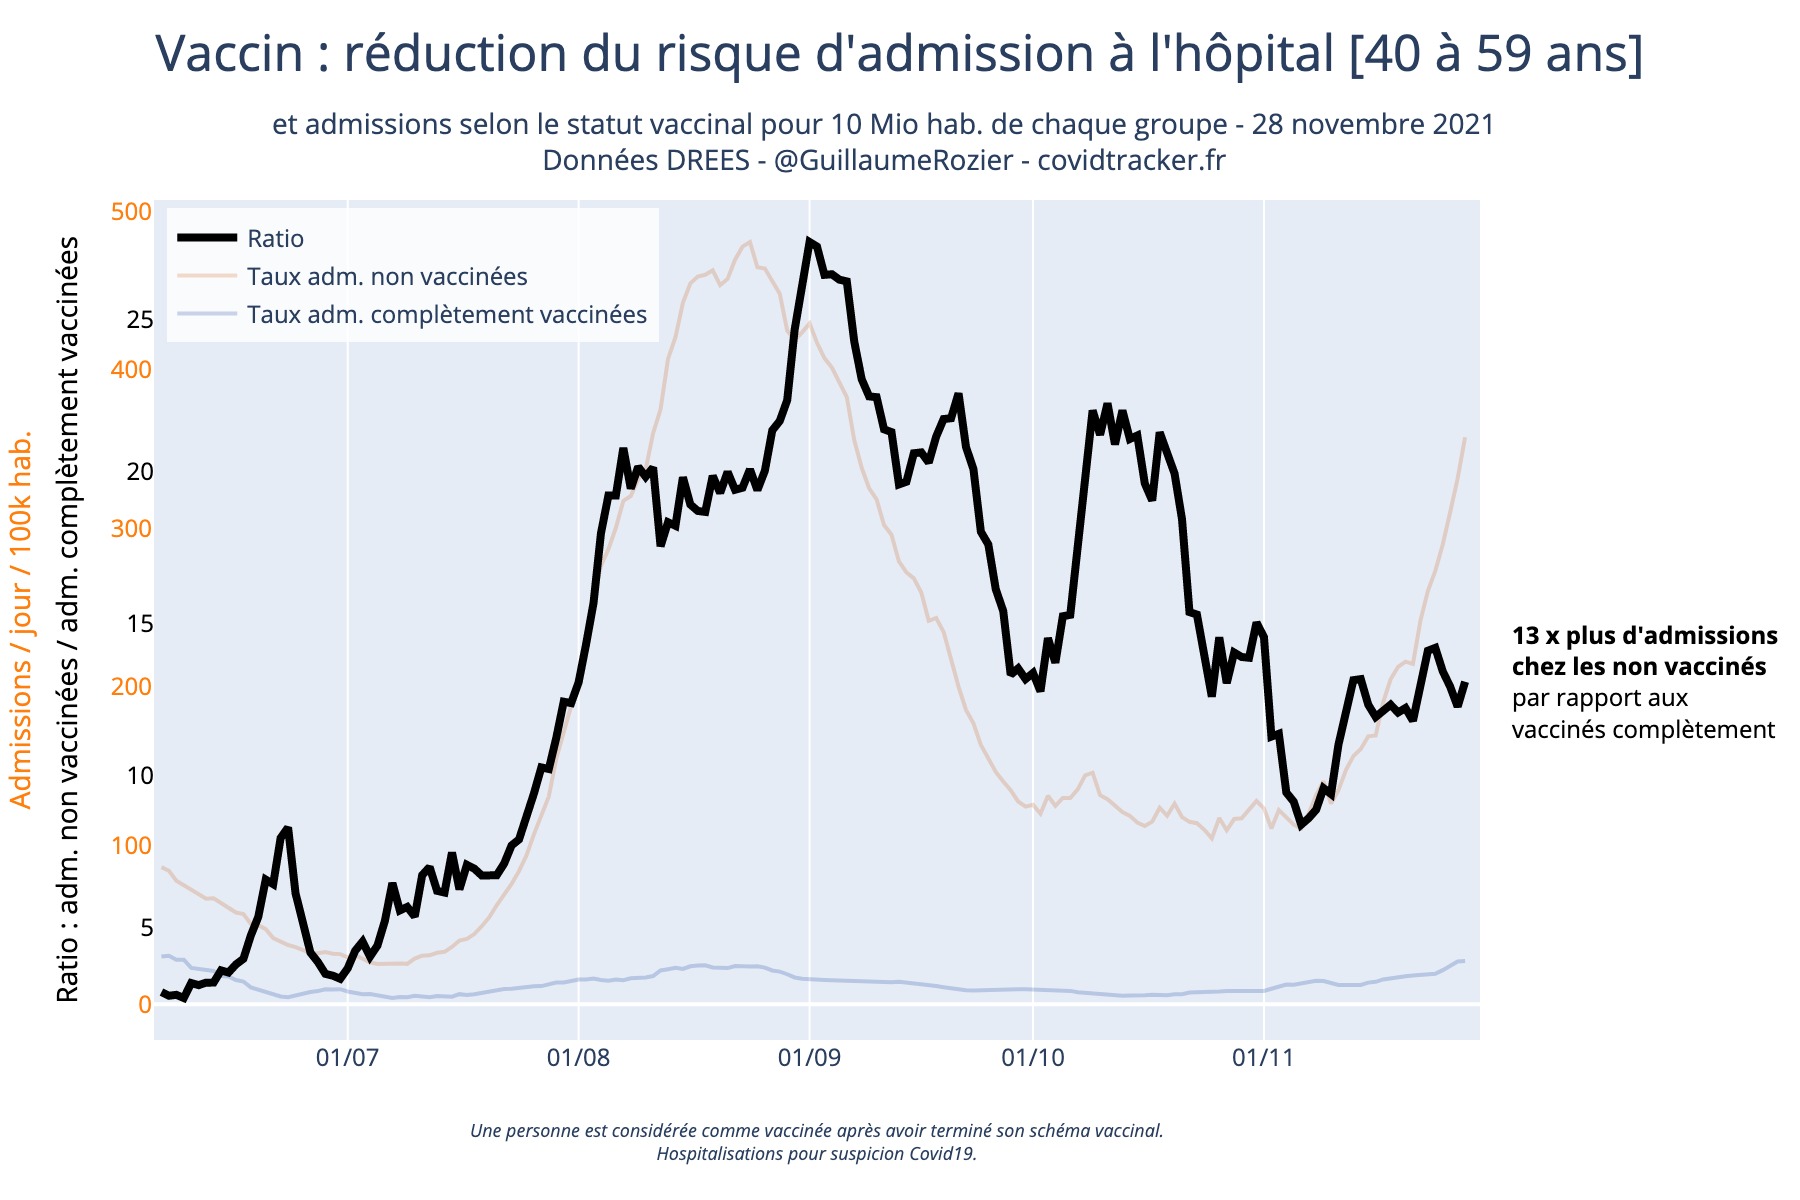 Vaccin : réduction du risque d'admission à l'hôpital [40 à 59 ans]
et admissions selon le statut vaccinal pour 10 Mio hab. de chaque groupe - 28 novembre 2021
Données DREES - @GuillaumeRozier - covidtracker.fr
Admissions / jour / 100k hab.
Ratio : adm. non vaccinées / adm. complètement vaccinées
500
400
300
200
100
0
25
20
15
10
5
Ratio
Taux adm. non vaccinées
Taux adm. complètement vaccinées
13 x plus d'admissions
chez les non vaccinés
par rapport aux
vaccinés complètement
01/07
01/08
01/09
01/10
01/11
Une personne est considérée comme vaccinée après avoir terminé son schéma vaccinal.
Hospitalisations pour suspicion Covid19.